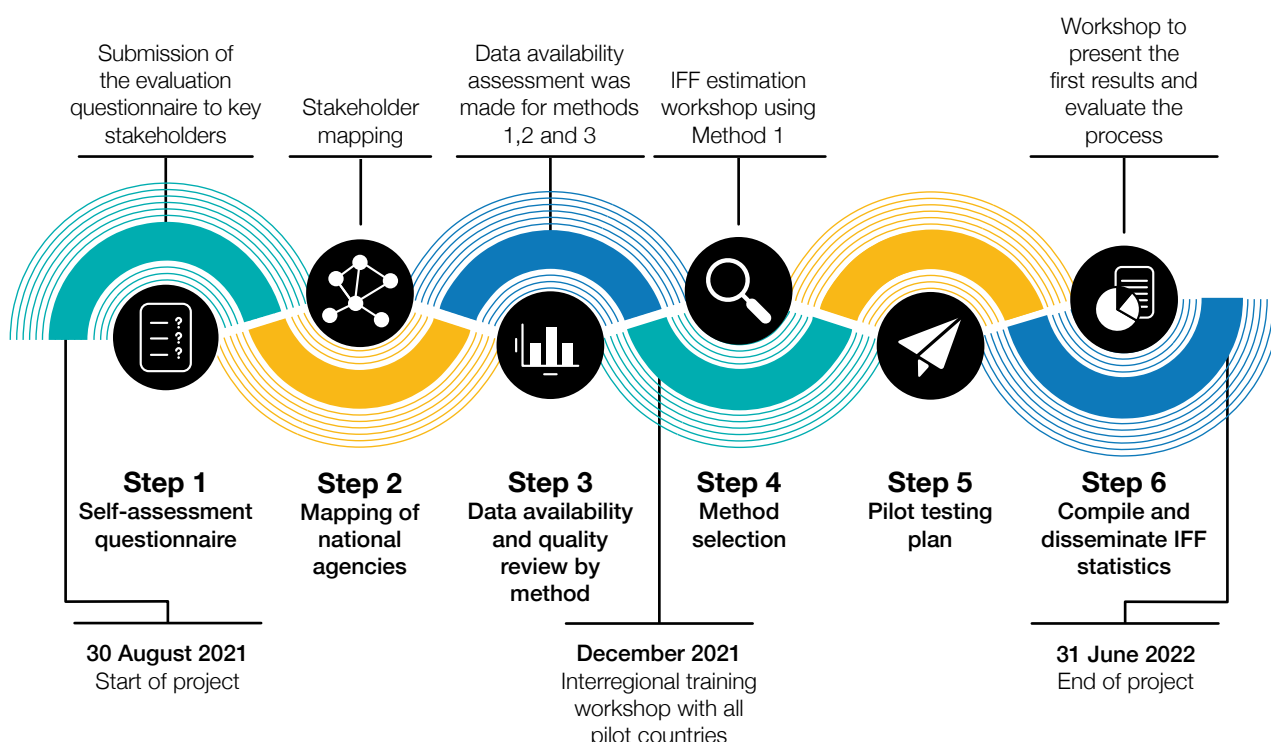 Submission of
the evaluation
questionnaire to key
stakeholders
Stakeholder
mapping
Data availability
assessment was
made for methods
1,2 and 3
IFF estimation
workshop using
Method 1
Workshop to
present the
first results and
evaluate the
process
?
?
?
Step 1
Self-assessment
questionnaire
Step 2
Mapping of
national
agencies
Step 3
Data availability
and quality
review by
method
Step 4
Method
selection
Step 5
Pilot testing
plan
Step 6
Compile and
disseminate IFF
statistics
30 August 2021
Start of project
December 2021
Interregional training
workshop with all
pilot countries
31 June 2022
End of project